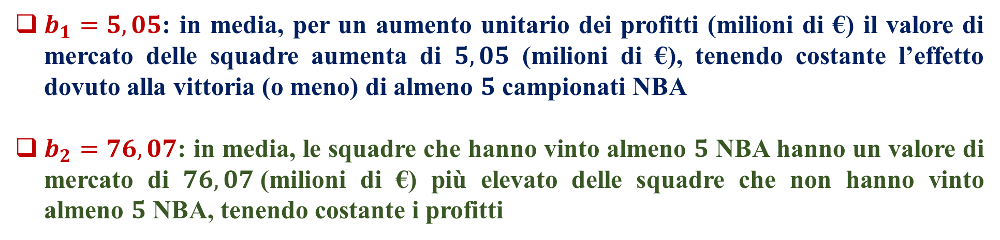 ❑ b₁ = 5,05: in media, per un aumento unitario dei profitti (milioni di €) il valore di
mercato delle squadre aumenta di 5,05 (milioni di €), tenendo costante l’effetto
dovuto alla vittoria (o meno) di almeno 5 campionati NBA
❑ b₂ = 76,07: in media, le squadre che hanno vinto almeno 5 NBA hanno un valore di
mercato di 76,07 (milioni di €) più elevato delle squadre che non hanno vinto
almeno 5 NBA, tenendo costante i profitti